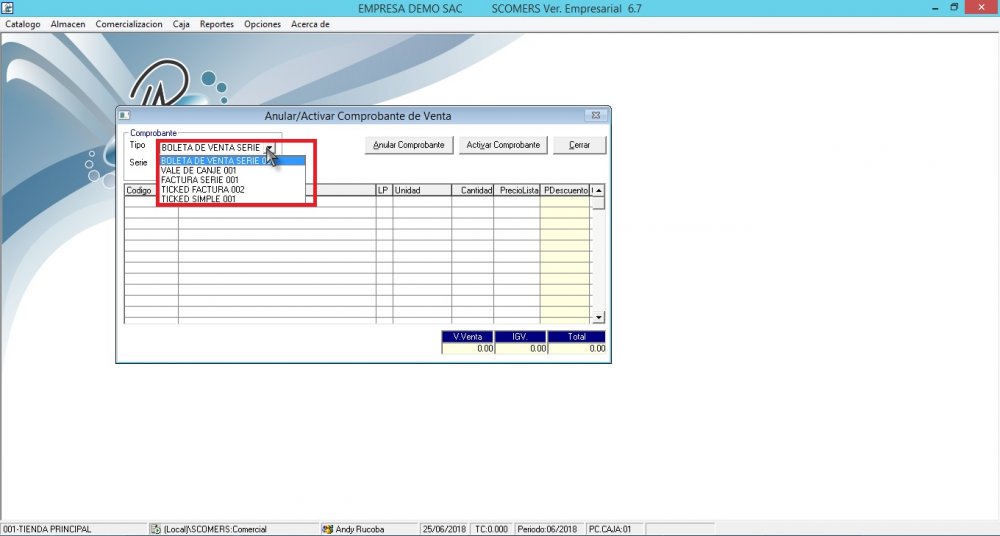 EMPRESA DEMO SAC SCOMERS Ver. Empresarial 6.7
Catalogo Almacen Comercializacion Caja Reportes Opciones Acerca de
Anular/Activar Comprobante de Venta
Comprobante
Tipo BOLETA DE VENTA SERIE Anular Comprobante Activar Comprobante Cerrar
Serie BOLETA DE VENTA SERIE
VALE DE CANJE 001
FACTURA SERIE 001
TICKED FACTURA 002
TICKED SIMPLE 001
Codigo LP Unidad Cantidad PrecioLista PDescuento
V.Venta IGV. Total
0.00 0.00 0.00
001-TIENDA PRINCIPAL (Local)\SCOMERS:Comercial Andy Rucoba 25/06/2018 TC:0.000 Periodo:06/2018 PC.CAJA:01